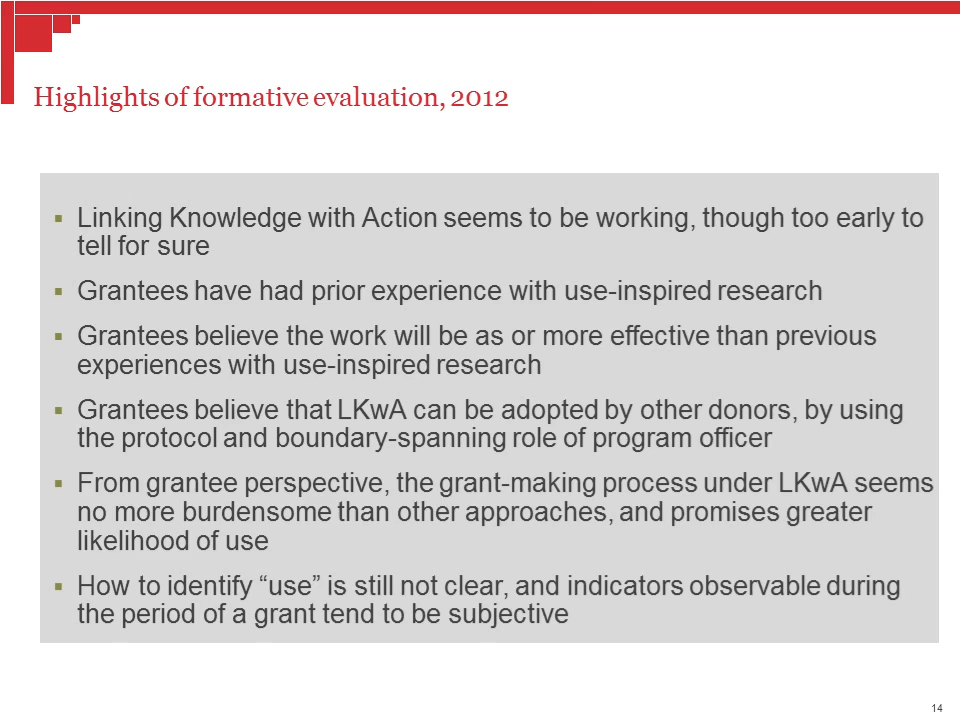 Highlights of formative evaluation, 2012
▪ Linking Knowledge with Action seems to be working, though too early to
tell for sure
▪ Grantees have had prior experience with use-inspired research
▪ Grantees believe the work will be as or more effective than previous
experiences with use-inspired research
▪ Grantees believe that LKwA can be adopted by other donors, by using
the protocol and boundary-spanning role of program officer
▪ From grantee perspective, the grant-making process under LKwA seems
no more burdensome than other approaches, and promises greater
likelihood of use
▪ How to identify “use” is still not clear, and indicators observable during
the period of a grant tend to be subjective
14